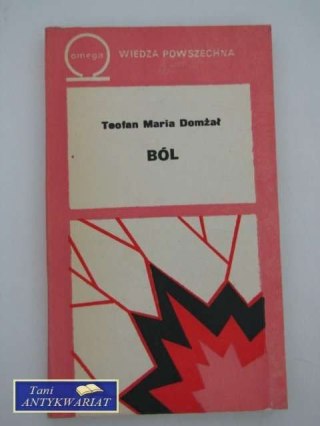 omega
WIEDZA POWSZECHNA
Teofan Maria Domżał
BÓL
Tani
ANTYKWARIAT